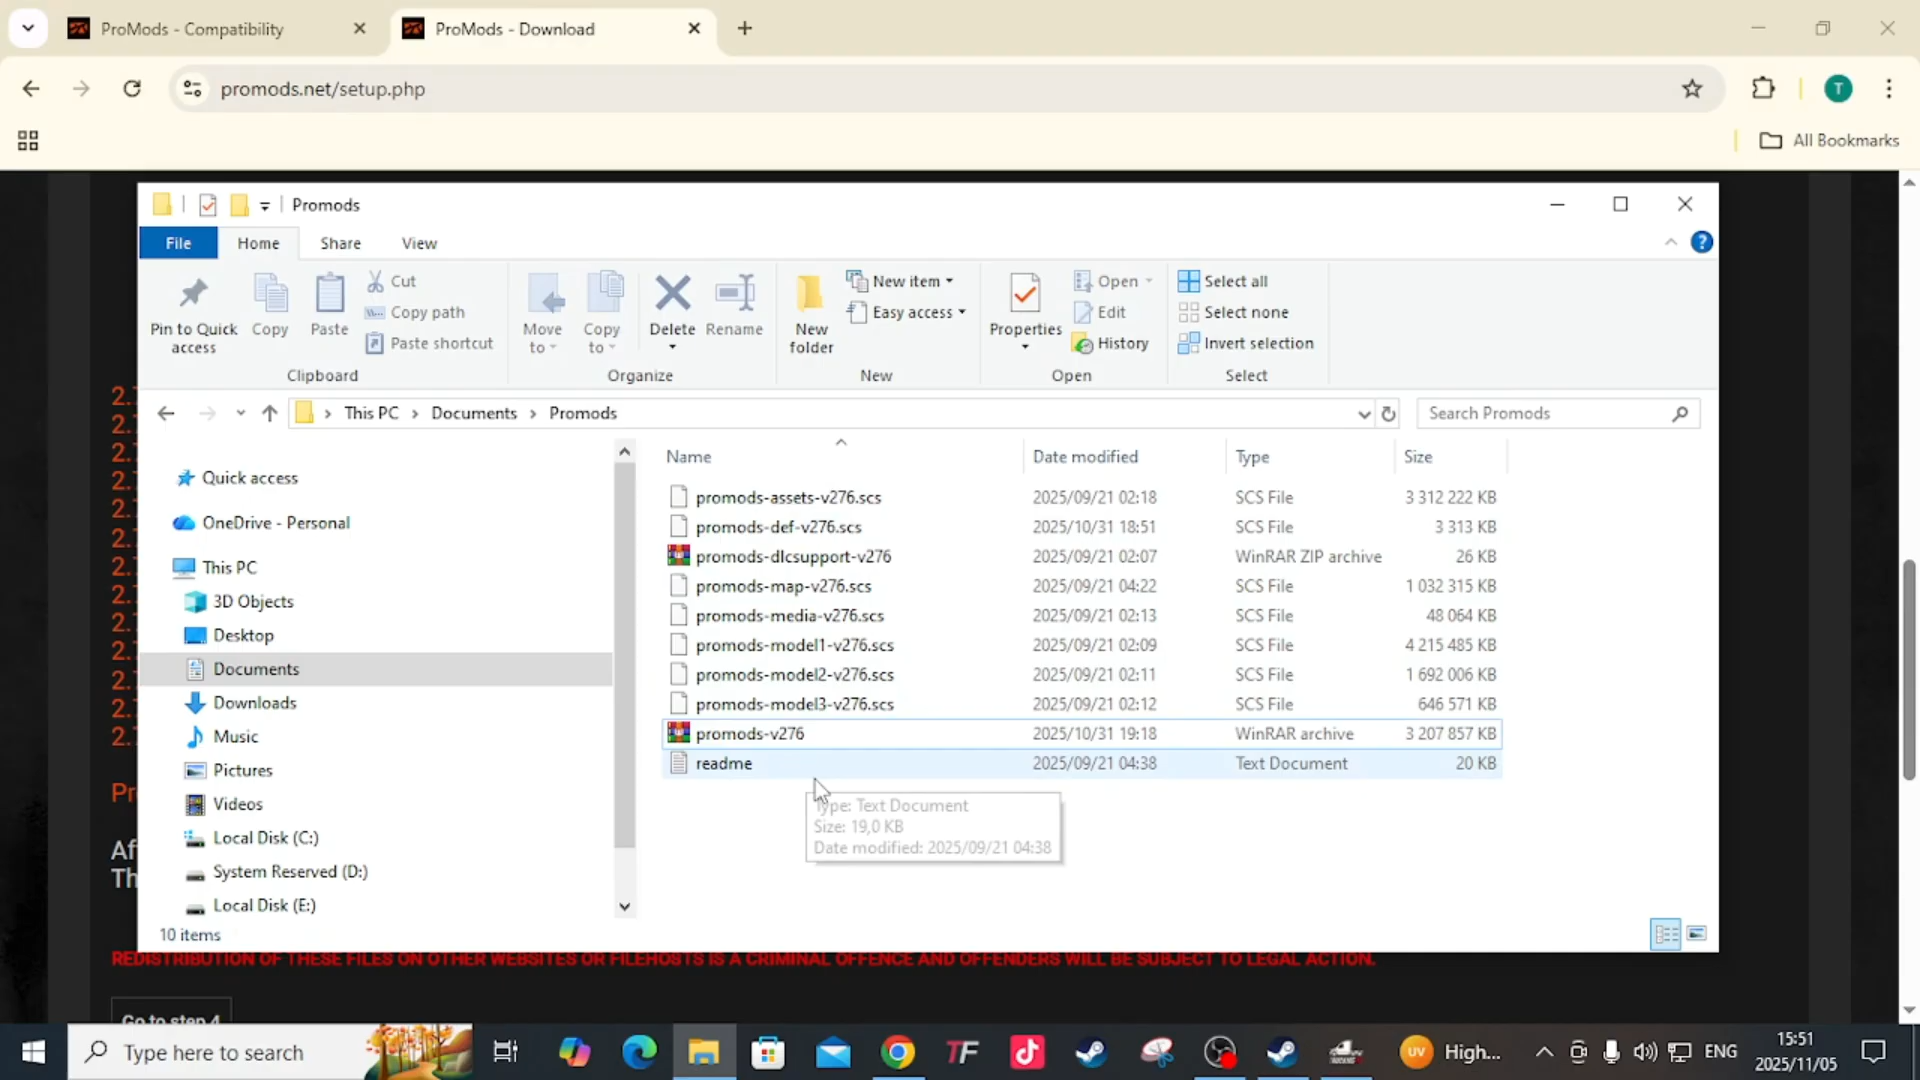 ProMods - Compatibility
ProMods - Download
promods.net/setup.php
T
All Bookmarks
Promods
File
Home
Share
View
Pin to Quick access
Copy
Paste
Cut
Copy path
Paste shortcut
Clipboard
Move to
Copy to
Delete
Rename
Organize
New folder
New item
Easy access
New
Properties
Open
Edit
History
Open
Select all
Select none
Invert selection
Select
This PC
Documents
Promods
Search Promods
Quick access
OneDrive - Personal
This PC
3D Objects
Desktop
Documents
Downloads
Music
Pictures
Videos
Local Disk (C:)
System Reserved (D:)
Local Disk (E:)
Name Date modified Type Size
promods-assets-v276.scs 2025/09/21 02:18 SCS File 3 312 222 KB
promods-def-v276.scs 2025/10/31 18:51 SCS File 3 313 KB
promods-dlcsupport-v276 2025/09/21 02:07 WinRAR ZIP archive 26 KB
promods-map-v276.scs 2025/09/21 04:22 SCS File 1 032 315 KB
promods-media-v276.scs 2025/09/21 02:13 SCS File 48 064 KB
promods-model1-v276.scs 2025/09/21 02:09 SCS File 4 215 485 KB
promods-model2-v276.scs 2025/09/21 02:11 SCS File 1 692 006 KB
promods-model3-v276.scs 2025/09/21 02:12 SCS File 646 571 KB
promods-v276 2025/10/31 19:18 WinRAR archive 3 207 857 KB
readme 2025/09/21 04:38 Text Document 20 KB
Type: Text Document
Size: 19,0 KB
Date modified: 2025/09/21 04:38
10 items
REDISTRIBUTION OF THESE FILES ON OTHER WEBSITES OR FILEHOSTS IS A CRIMINAL OFFENCE AND OFFENDERS WILL BE SUBJECT TO LEGAL ACTION.
Go to step 4
Type here to search
TF
UV
High...
ENG
15:51
2025/11/05